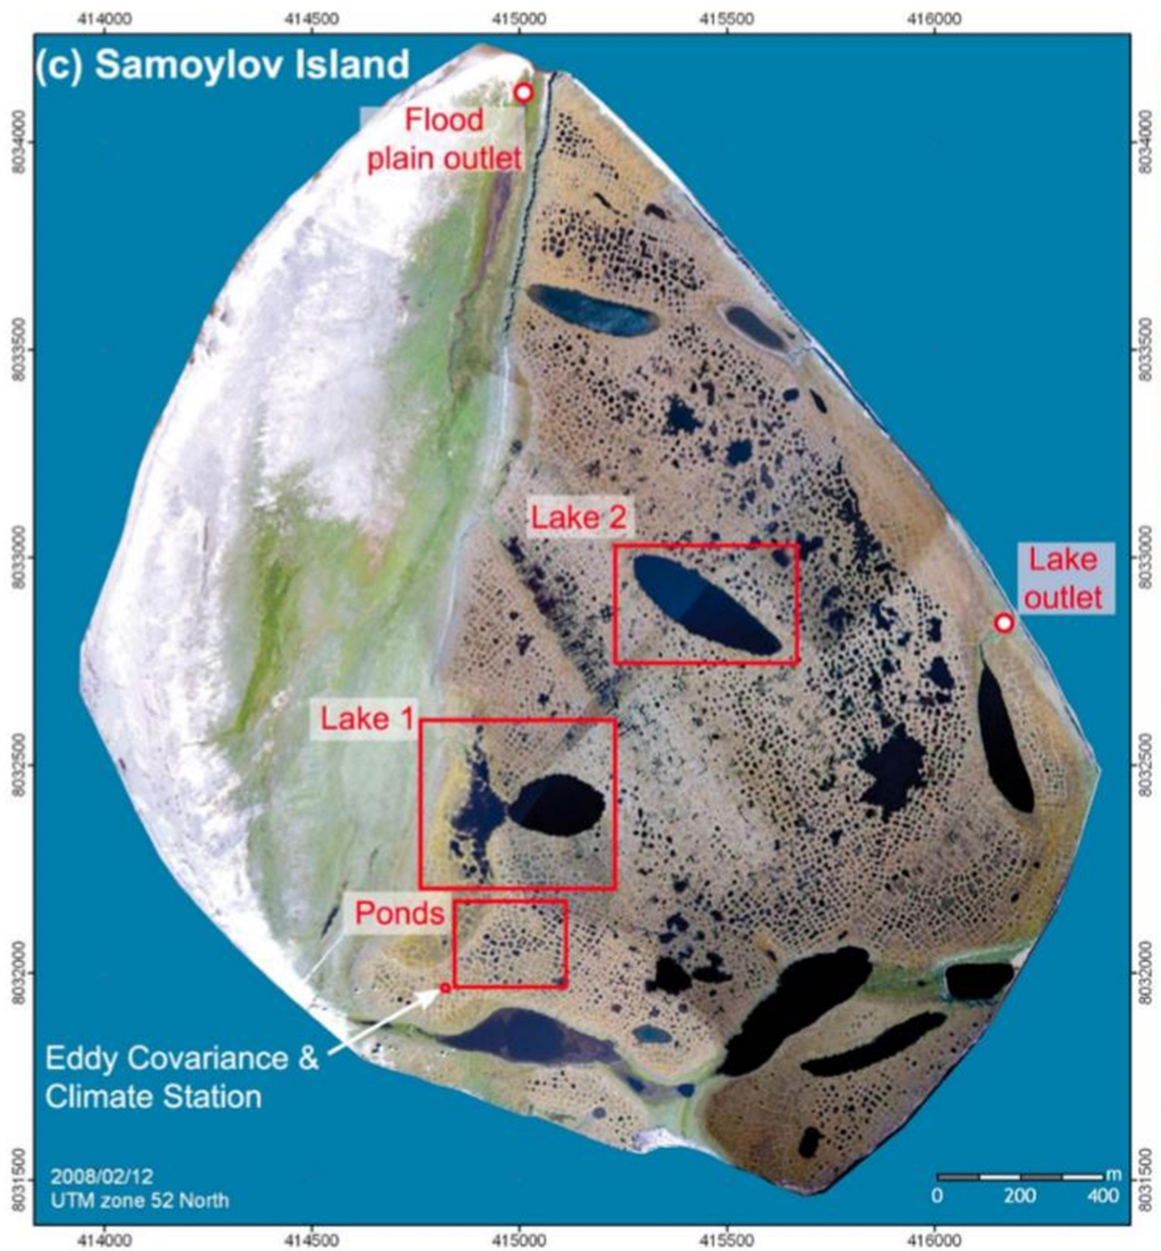 414000 414500 415000 415500 416000
(c) Samoylov Island
Flood
plain outlet
8034000 8034000
8033500 8033500
Lake 2
8033000 8033000
Lake
outlet
Lake 1
8032500 8032500
Ponds
8032000 8032000
Eddy Covariance &
Climate Station
2008/02/12
UTM zone 52 North
8031500 8031500
m
0 200 400
414000 414500 415000 415500 416000